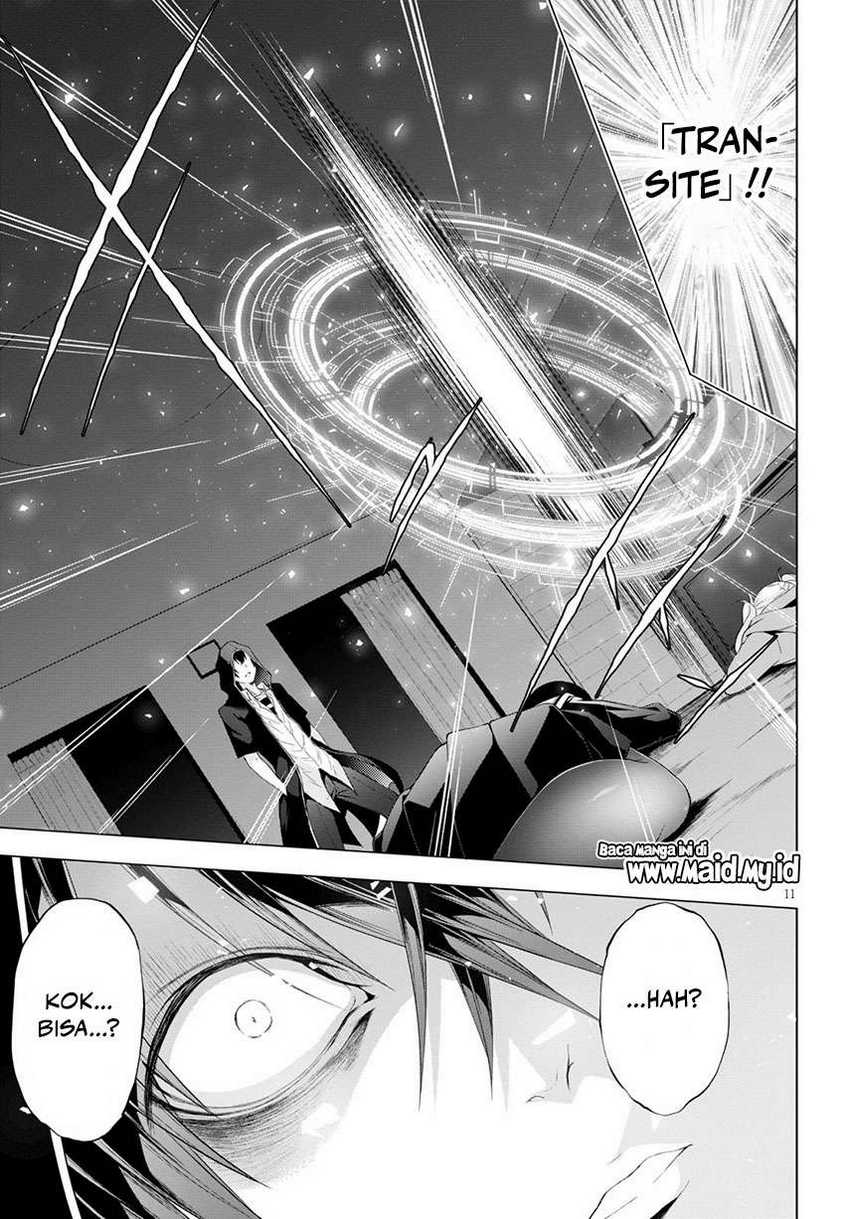 「TRAN-
SITE」!!
Baca manga ini di
www.Maid.My.id
11
...HAH?
KOK...
BISA...?